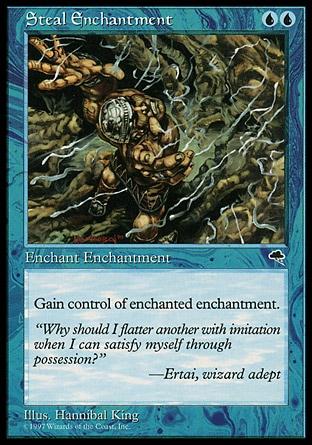 Steal Enchantment
Enchant Enchantment
Gain control of enchanted enchantment.
“Why should I flatter another with imitation
when I can satisfy myself through
possession?”
—Ertai, wizard adept
Illus. Hannibal King
© 1997 Wizards of the Coast, Inc.